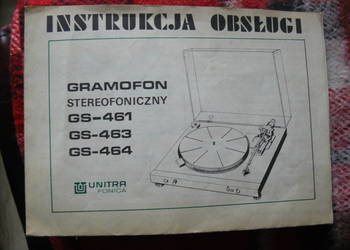 INSTRUKCJA OBSŁUGI
GRAMOFON
STEREOFONICZNY
GS-461
GS-463
GS-464
UNITRA
FONICA